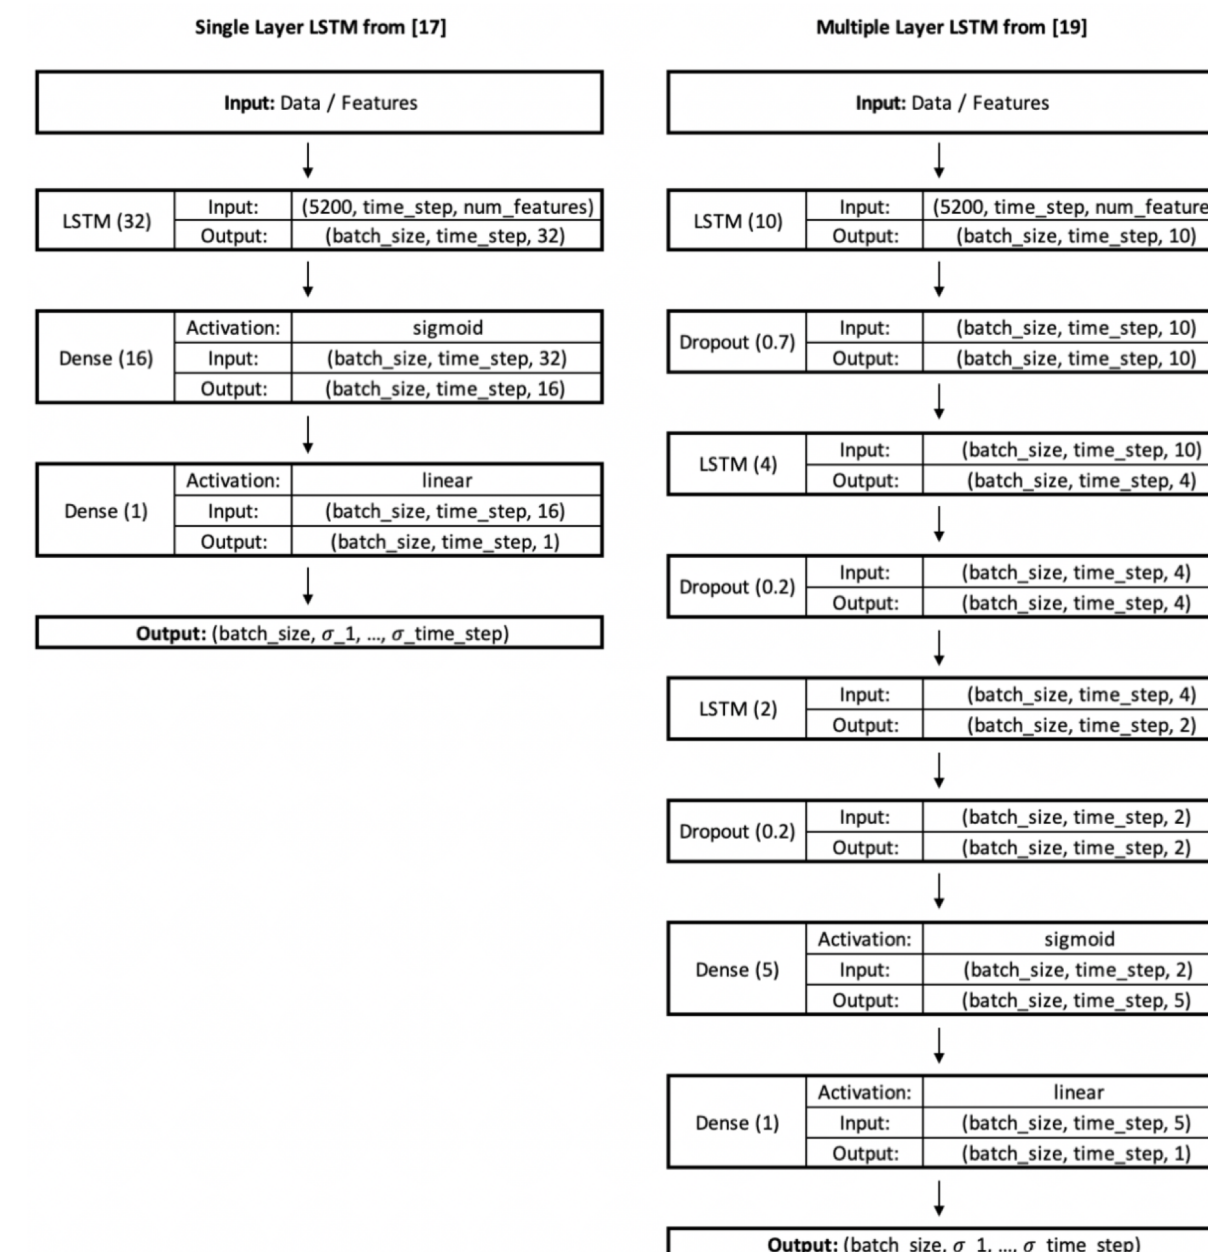 Single Layer LSTM from [17]
Input: Data / Features
LSTM (32)
Input: (5200, time_step, num_features)
Output: (batch_size, time_step, 32)
Dense (16)
Activation: sigmoid
Input: (batch_size, time_step, 32)
Output: (batch_size, time_step, 16)
Dense (1)
Activation: linear
Input: (batch_size, time_step, 16)
Output: (batch_size, time_step, 1)
Output: (batch_size, σ_1, ..., σ_time_step)
Multiple Layer LSTM from [19]
Input: Data / Features
LSTM (10)
Input: (5200, time_step, num_feature
Output: (batch_size, time_step, 10)
Dropout (0.7)
Input: (batch_size, time_step, 10)
Output: (batch_size, time_step, 10)
LSTM (4)
Input: (batch_size, time_step, 10)
Output: (batch_size, time_step, 4)
Dropout (0.2)
Input: (batch_size, time_step, 4)
Output: (batch_size, time_step, 4)
LSTM (2)
Input: (batch_size, time_step, 4)
Output: (batch_size, time_step, 2)
Dropout (0.2)
Input: (batch_size, time_step, 2)
Output: (batch_size, time_step, 2)
Dense (5)
Activation: sigmoid
Input: (batch_size, time_step, 2)
Output: (batch_size, time_step, 5)
Dense (1)
Activation: linear
Input: (batch_size, time_step, 5)
Output: (batch_size, time_step, 1)
Output: (batch_size, σ_1, ..., σ_time_step)